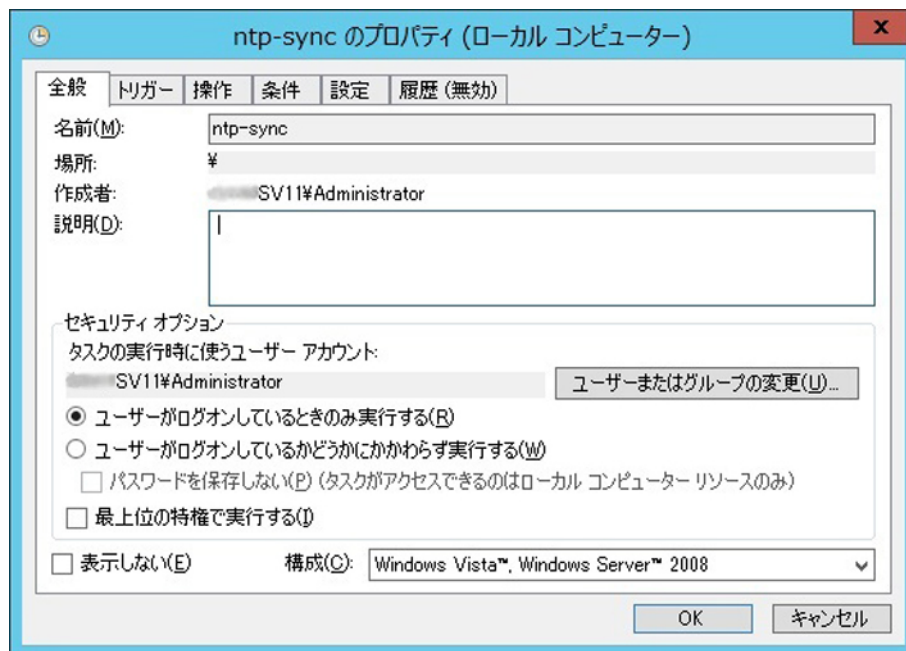 ntp-sync のプロパティ (ローカル コンピューター)
x
全般 トリガー 操作 条件 設定 履歴 (無効)
名前(M): ntp-sync
場所: ¥
作成者: SV11¥Administrator
説明(D):
セキュリティ オプション
タスクの実行時に使うユーザー アカウント:
SV11¥Administrator ユーザーまたはグループの変更(U)...
ユーザーがログオンしているときのみ実行する(R)
ユーザーがログオンしているかどうかにかかわらず実行する(W)
パスワードを保存しない(P) (タスクがアクセスできるのはローカル コンピューター リソースのみ)
最上位の特権で実行する(I)
表示しない(E) 構成(C): Windows Vista™, Windows Server™ 2008
OK キャンセル